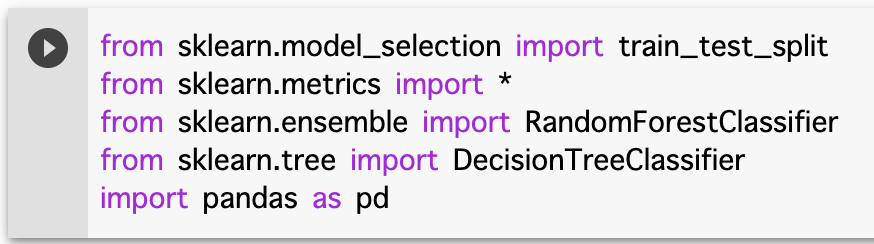 from sklearn.model_selection import train_test_split
from sklearn.metrics import *
from sklearn.ensemble import RandomForestClassifier
from sklearn.tree import DecisionTreeClassifier
import pandas as pd